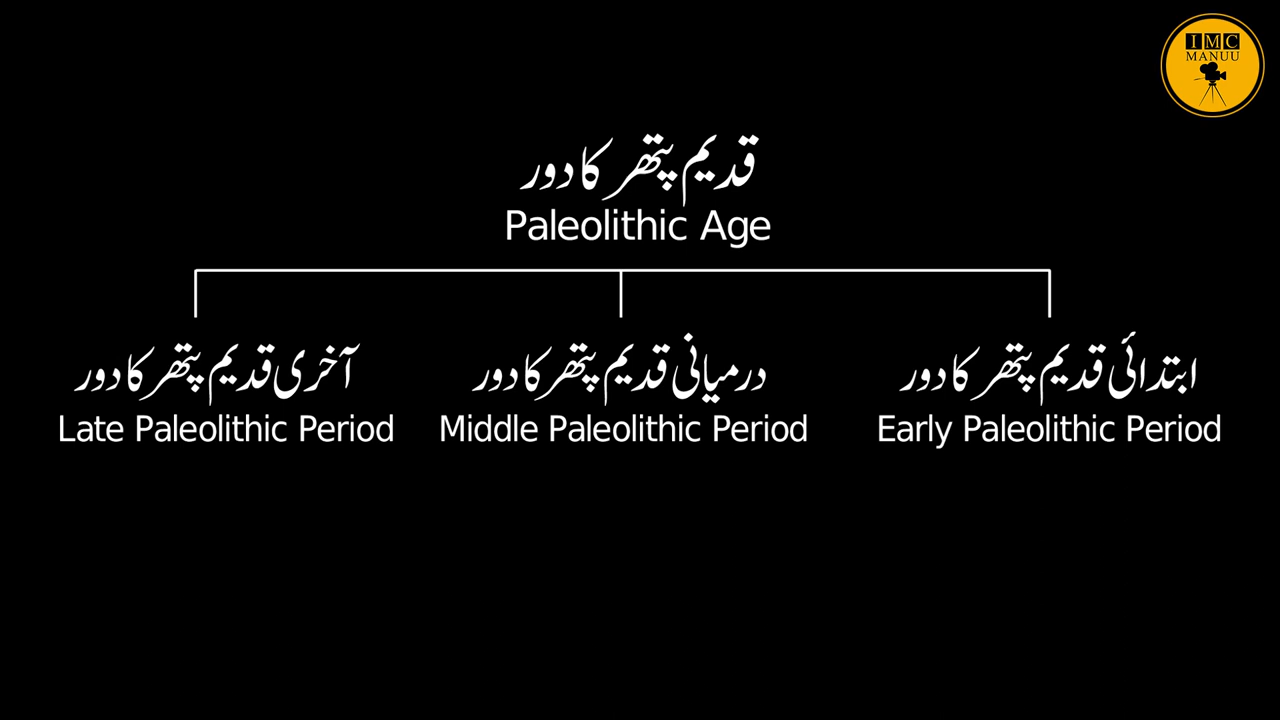 IMC
MANUU
قدیم پتھر کا دور
Paleolithic Age
ابتدائی قدیم پتھر کا دور
Early Paleolithic Period
درمیانی قدیم پتھر کا دور
Middle Paleolithic Period
آخری قدیم پتھر کا دور
Late Paleolithic Period